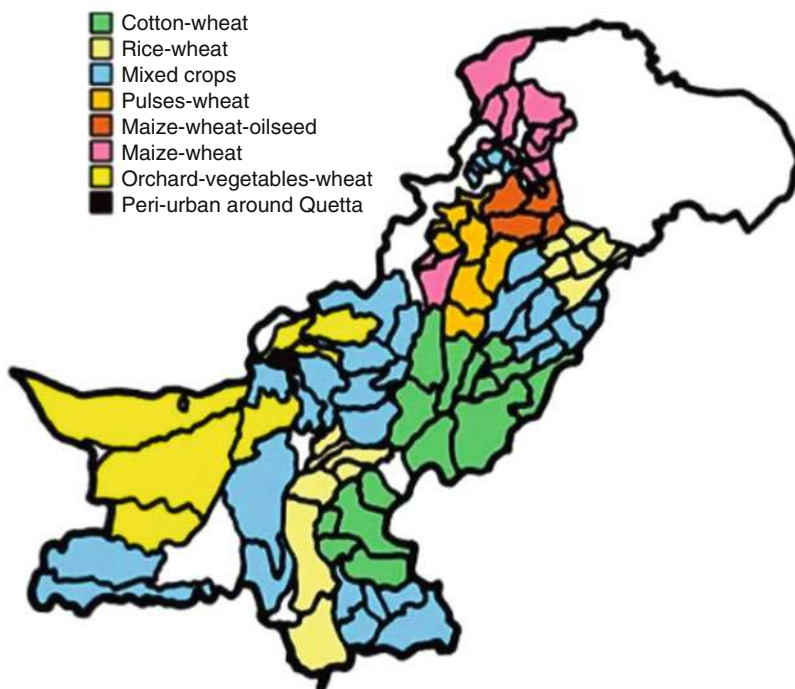 Cotton-wheat
Rice-wheat
Mixed crops
Pulses-wheat
Maize-wheat-oilseed
Maize-wheat
Orchard-vegetables-wheat
Peri-urban around Quetta